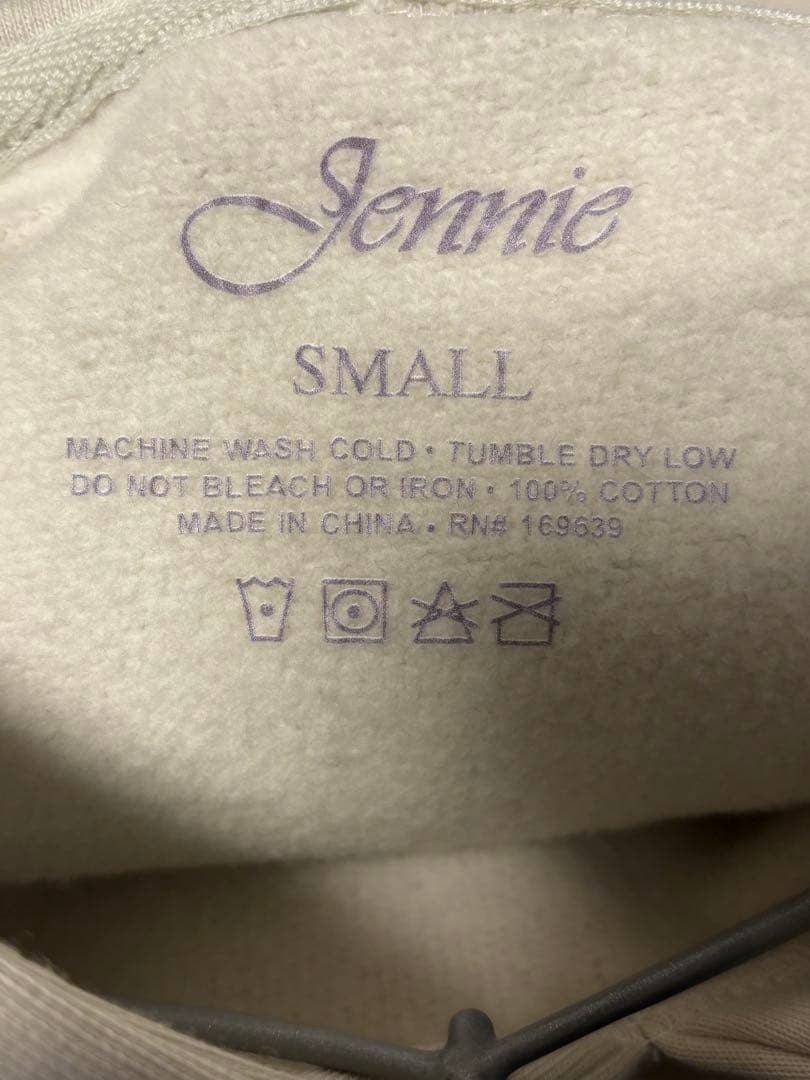 Jennie
SMALL
MACHINE WASH COLD • TUMBLE DRY LOW
DO NOT BLEACH OR IRON • 100% COTTON
MADE IN CHINA • RN# 169639